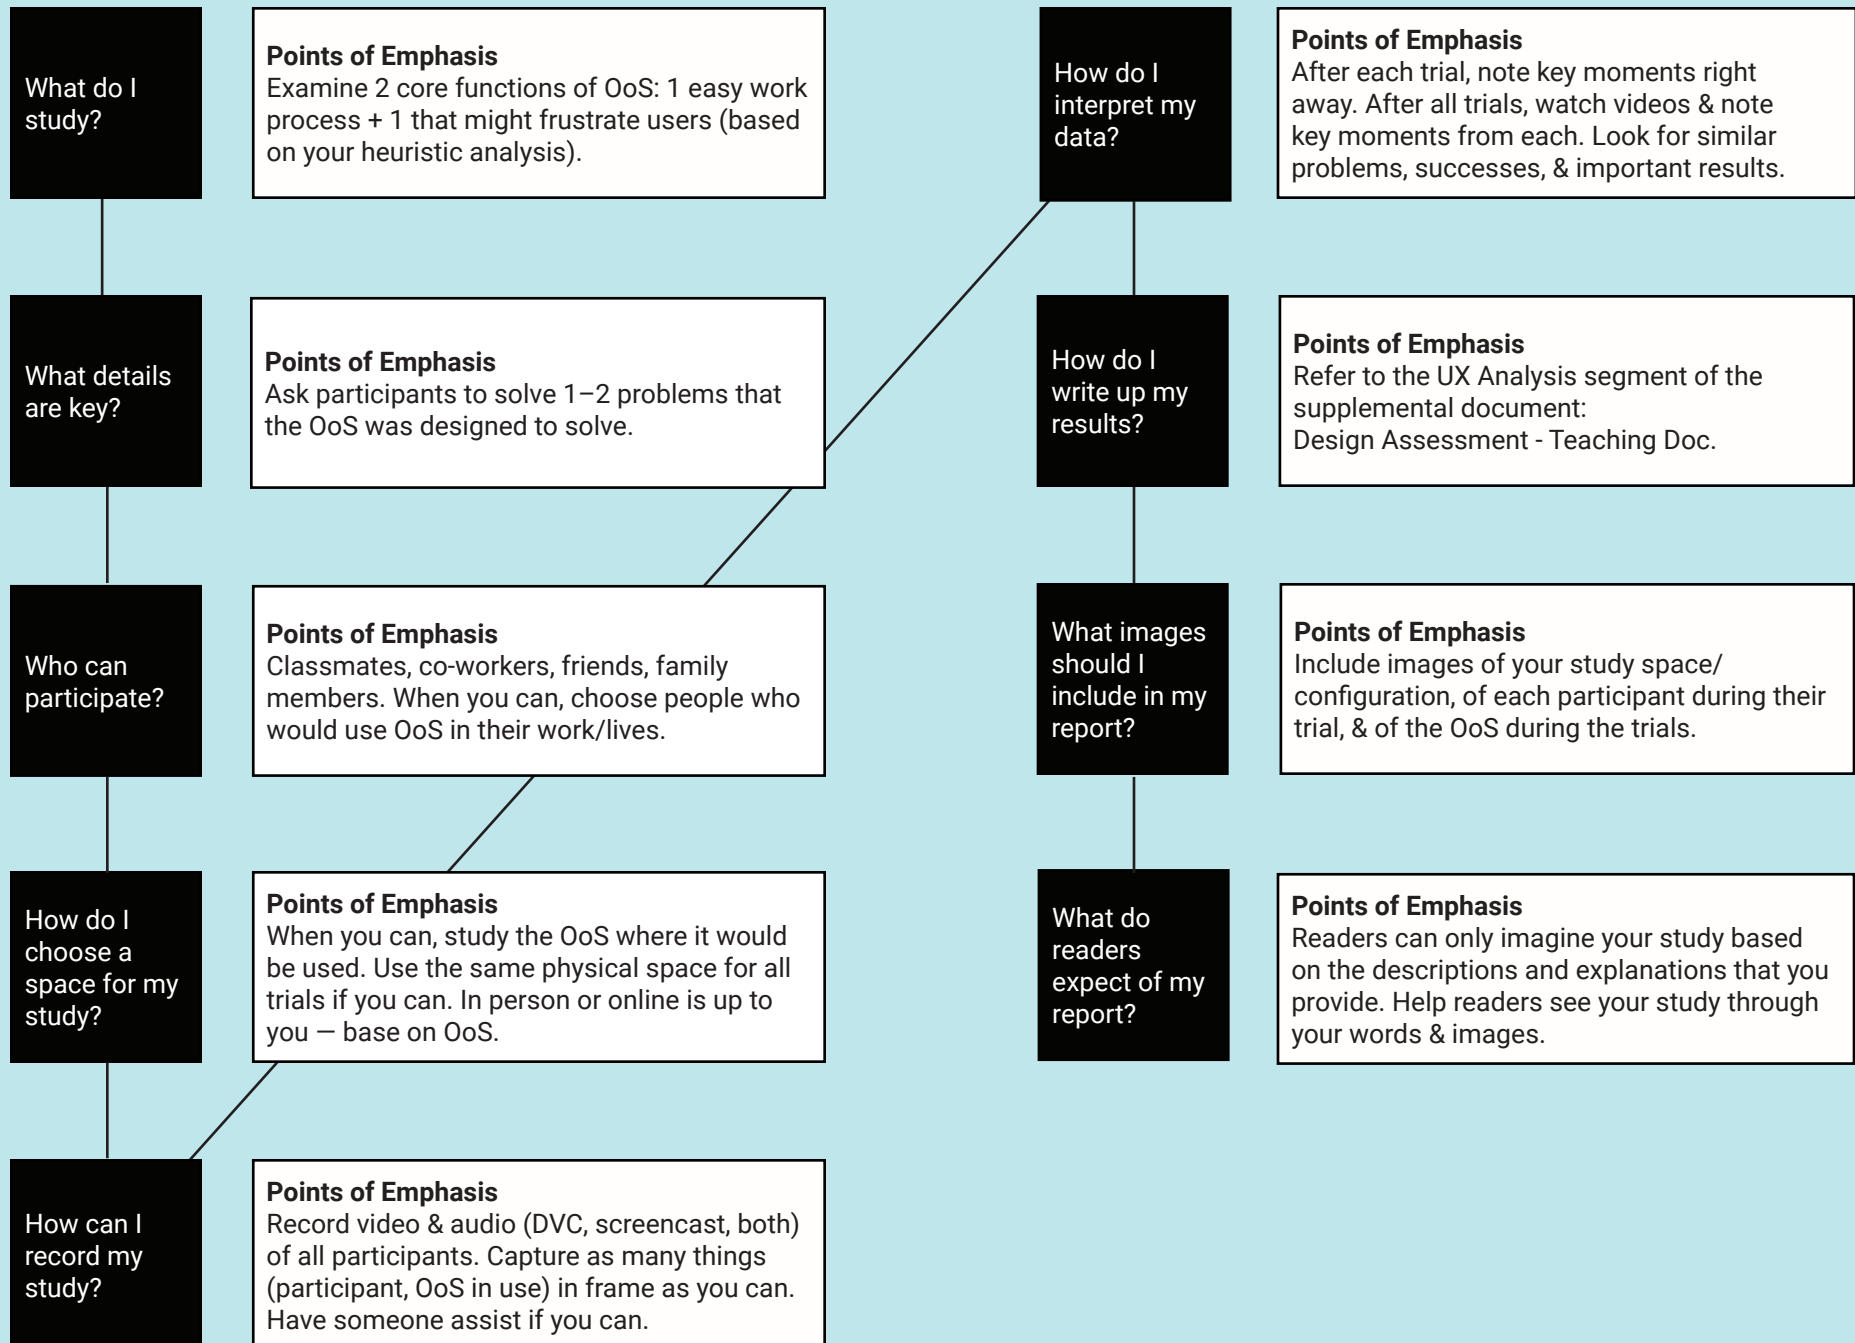 What do I
study?
Points of Emphasis
Examine 2 core functions of OoS: 1 easy work
process + 1 that might frustrate users (based
on your heuristic analysis).
What details
are key?
Points of Emphasis
Ask participants to solve 1–2 problems that
the OoS was designed to solve.
Who can
participate?
Points of Emphasis
Classmates, co-workers, friends, family
members. When you can, choose people who
would use OoS in their work/lives.
How do I
choose a
space for my
study?
Points of Emphasis
When you can, study the OoS where it would
be used. Use the same physical space for all
trials if you can. In person or online is up to
you — base on OoS.
How can I
record my
study?
Points of Emphasis
Record video & audio (DVC, screencast, both)
of all participants. Capture as many things
(participant, OoS in use) in frame as you can.
Have someone assist if you can.
How do I
interpret my
data?
Points of Emphasis
After each trial, note key moments right
away. After all trials, watch videos & note
key moments from each. Look for similar
problems, successes, & important results.
How do I
write up my
results?
Points of Emphasis
Refer to the UX Analysis segment of the
supplemental document:
Design Assessment - Teaching Doc.
What images
should I
include in my
report?
Points of Emphasis
Include images of your study space/
configuration, of each participant during their
trial, & of the OoS during the trials.
What do
readers
expect of my
report?
Points of Emphasis
Readers can only imagine your study based
on the descriptions and explanations that you
provide. Help readers see your study through
your words & images.